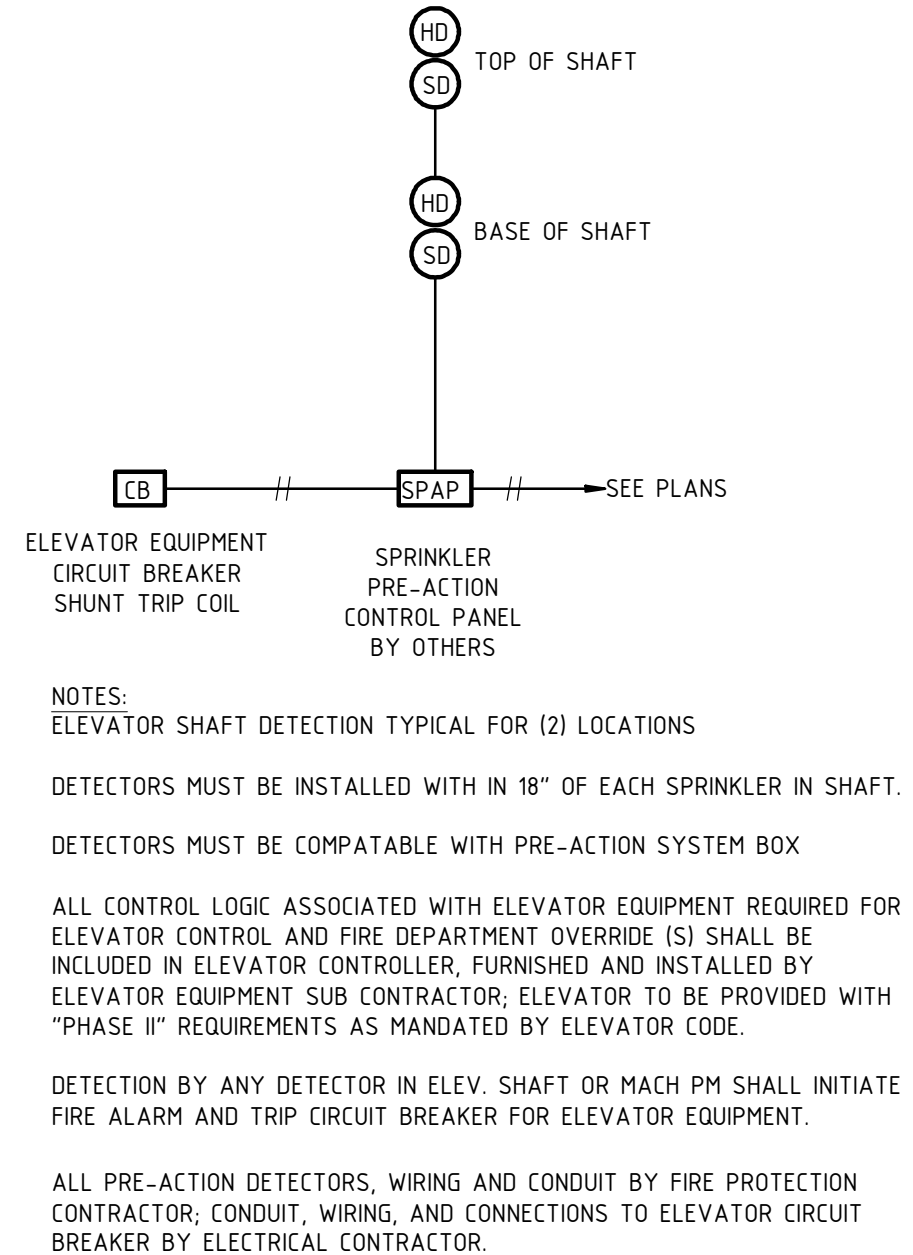 HD
TOP OF SHAFT
SD
HD
BASE OF SHAFT
SD
CB
SPAP
SEE PLANS
ELEVATOR EQUIPMENT
CIRCUIT BREAKER
SHUNT TRIP COIL
SPRINKLER
PRE-ACTION
CONTROL PANEL
BY OTHERS
NOTES:
ELEVATOR SHAFT DETECTION TYPICAL FOR (2) LOCATIONS
DETECTORS MUST BE INSTALLED WITH IN 18" OF EACH SPRINKLER IN SHAFT.
DETECTORS MUST BE COMPATABLE WITH PRE-ACTION SYSTEM BOX
ALL CONTROL LOGIC ASSOCIATED WITH ELEVATOR EQUIPMENT REQUIRED FOR
ELEVATOR CONTROL AND FIRE DEPARTMENT OVERRIDE (S) SHALL BE
INCLUDED IN ELEVATOR CONTROLLER, FURNISHED AND INSTALLED BY
ELEVATOR EQUIPMENT SUB CONTRACTOR; ELEVATOR TO BE PROVIDED WITH
"PHASE II" REQUIREMENTS AS MANDATED BY ELEVATOR CODE.
DETECTION BY ANY DETECTOR IN ELEV. SHAFT OR MACH PM SHALL INITIATE
FIRE ALARM AND TRIP CIRCUIT BREAKER FOR ELEVATOR EQUIPMENT.
ALL PRE-ACTION DETECTORS, WIRING AND CONDUIT BY FIRE PROTECTION
CONTRACTOR; CONDUIT, WIRING, AND CONNECTIONS TO ELEVATOR CIRCUIT
BREAKER BY ELECTRICAL CONTRACTOR.